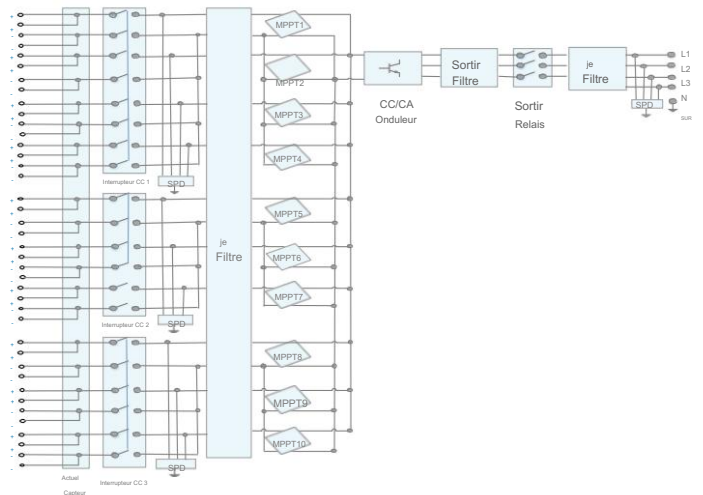 MPPT1
MPPT2
MPPT3
MPPT4
Interrupteur CC 1
SPD
MPPT5
MPPT6
MPPT7
Interrupteur CC 2
SPD
je
Filtre
MPPT8
MPPT9
MPPT10
SPD
Actuel
Capteur
Interrupteur CC 3
CC/CA
Onduleur
Sortir
Filtre
Sortir
Relais
je
Filtre
SPD
L1
L2
L3
N
SUR